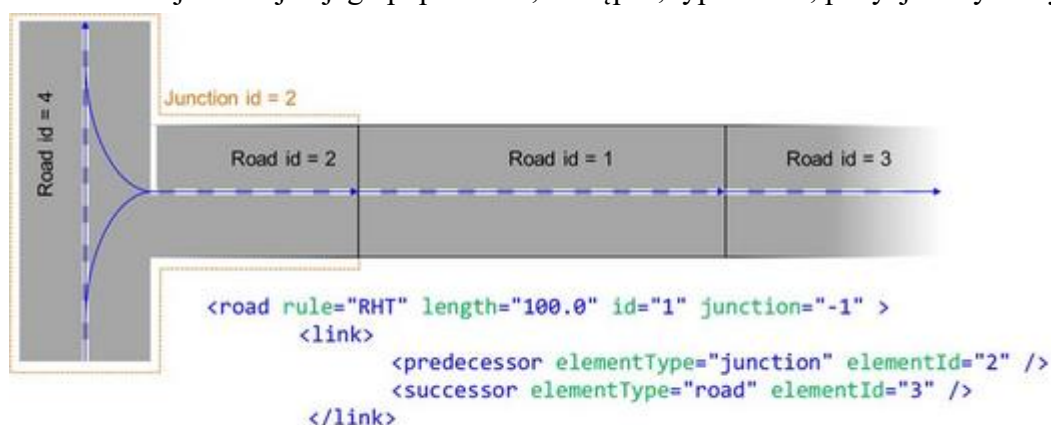 Junction id = 2
Road id = 4
Road id = 2
Road id = 1
Road id = 3
<road rule="RHT" length="100.0" id="1" junction="-1" >
<link>
<predecessor elementType="junction" elementId="2" />
<successor elementType="road" elementId="3" />
</link>